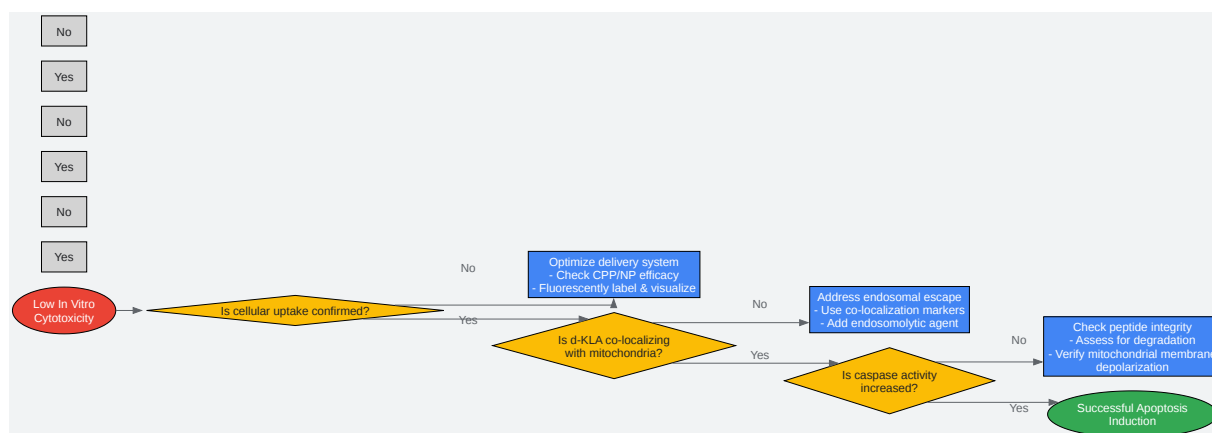 No
Yes
No
Yes
No
Yes
Low In Vitro
Cytotoxicity
Is cellular uptake confirmed?
No
Yes
Optimize delivery system
- Check CPP/NP efficacy
- Fluorescently label & visualize
Is d-KLA co-localizing
with mitochondria?
No
Yes
Address endosomal escape
- Use co-localization markers
- Add endosomolytic agent
Is caspase activity
increased?
No
Yes
Check peptide integrity
- Assess for degradation
- Verify mitochondrial membrane
depolarization
Successful Apoptosis
Induction